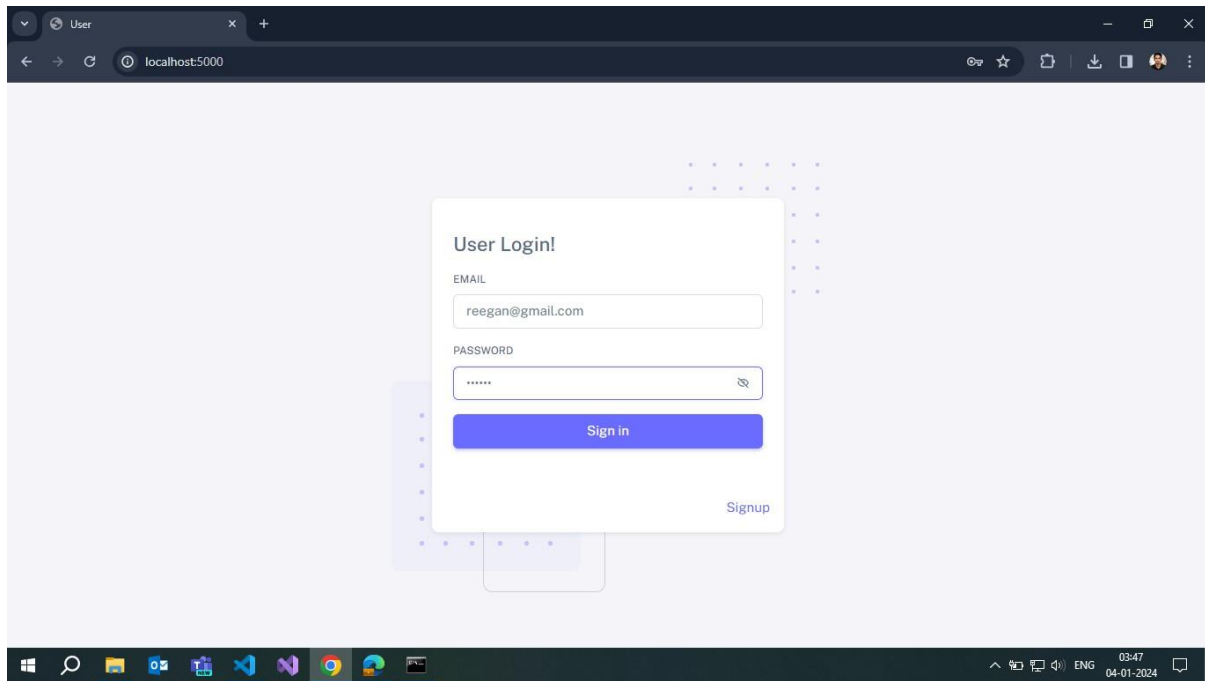 User
localhost:5000
User Login!
EMAIL
reegan@gmail.com
PASSWORD
••••••
Sign in
Signup
ENG
03:47
04-01-2024